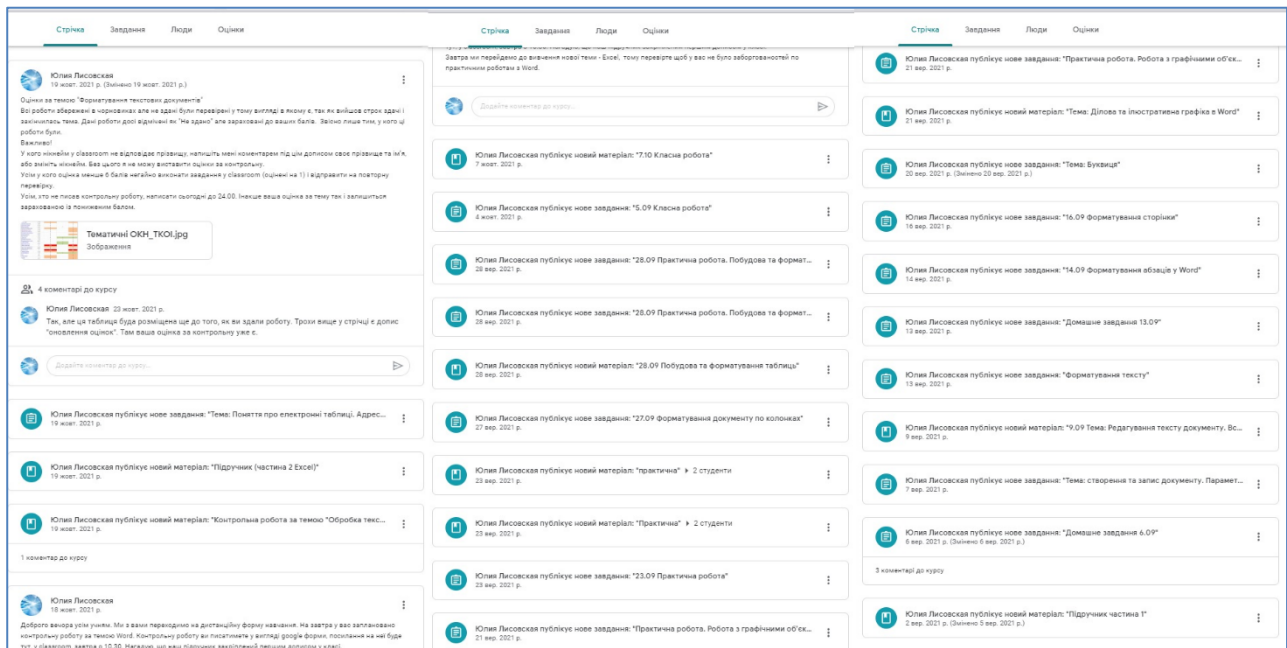 Стрічка Завдання Люди Оцінки
Юлия Лисовская
19 жовт. 2021 р. (Змінено 19 жовт. 2021 р.)
Оцінки за темою "Форматування текстових документів"
Всі роботи збережені в чорновиках але не здані були перевірені у тому вигляді в якому є, так як вийшов строк здачі і
закінчилась тема. Дані роботи досі відмічені як "Не здано" але зараховані до ваших балів. Звісно лише тим, у кого ці
роботи були.
Важливо!
У кого нікнейм у classroom не відповідає прізвищу, напишіть мені коментарем під цім дописом своє прізвище та ім'я,
або змініть нікнейм. Без цього я не можу виставити оцінки за контрольну.
Усім у кого оцінка менше 6 балів негайно виконати завдання у classroom (оцінені на 1) і відправити на повторну
перевірку.
Усім, хто не писав контрольну роботу, написати сьогодні до 24.00. Інакше ваша оцінка за тему так і залишиться
зарахованою із пониженим балом.
Тематичні ОКН_ТКОІ.jpg
Зображення
4 коментарі до курсу
Юлия Лисовская 23 жовт. 2021 р.
Так, але ця таблиця буда розміщена ще до того, як ви здали роботу. Трохи вище у стрічці є допис
"оновлення оцінок". Там ваша оцінка за контрольну уже є.
Додайте коментар до курсу...
Юлия Лисовская публікує нове завдання: "Тема: Поняття про електронні таблиці. Адрес...
19 жовт. 2021 р.
Юлия Лисовская публікує новий матеріал: "Підручник (частина 2 Excel)"
19 жовт. 2021 р.
Юлия Лисовская публікує новий матеріал: "Контрольна робота за темою "Обробка текс...
19 жовт. 2021 р.
1 коментар до курсу
Юлия Лисовская
18 жовт. 2021 р.
Доброго вечора усім учням. Ми з вами переходимо на дистанційну форму навчання. На завтра у вас заплановано
контрольну роботу за темою Word. Контрольну роботу ви писатимете у вигляді google форми, посилання на неї буде
тут, у classroom, завтра о 10.30. Нагадую, що ваш підручник закріплений першим дописом у класі.
Стрічка Завдання Люди Оцінки
Завтра ми перейдемо до вивчення нової теми - Excel, тому перевірте щоб у вас не було заборгованостей по
практичним роботам з Word.
Додайте коментар до курсу...
Юлия Лисовская публікує новий матеріал: "7.10 Класна робота"
7 жовт. 2021 р.
Юлия Лисовская публікує нове завдання: "5.09 Класна робота"
4 жовт. 2021 р.
Юлия Лисовская публікує нове завдання: "28.09 Практична робота. Побудова та формат...
28 вер. 2021 р.
Юлия Лисовская публікує нове завдання: "28.09 Практична робота. Побудова та формат...
28 вер. 2021 р.
Юлия Лисовская публікує новий матеріал: "28.09 Побудова та форматування таблиць"
28 вер. 2021 р.
Юлия Лисовская публікує нове завдання: "27.09 Форматування документу по колонках"
27 вер. 2021 р.
Юлия Лисовская публікує новий матеріал: "практична" 2 студенти
23 вер. 2021 р.
Юлия Лисовская публікує новий матеріал: "Практична" 2 студенти
23 вер. 2021 р.
Юлия Лисовская публікує нове завдання: "23.09 Практична робота"
23 вер. 2021 р.
Юлия Лисовская публікує нове завдання: "Практична робота. Робота з графічними об'єк...
21 вер. 2021 р.
Стрічка Завдання Люди Оцінки
Юлия Лисовская публікує нове завдання: "Практична робота. Робота з графічними об'єк...
21 вер. 2021 р.
Юлия Лисовская публікує новий матеріал: "Тема: Ділова та ілюстративна графіка в Word"
21 вер. 2021 р.
Юлия Лисовская публікує нове завдання: "Тема: Буквиця"
20 вер. 2021 р. (Змінено 20 вер. 2021 р.)
Юлия Лисовская публікує нове завдання: "16.09 Форматування сторінки"
16 вер. 2021 р.
Юлия Лисовская публікує нове завдання: "14.09 Форматування абзаців у Word"
14 вер. 2021 р.
Юлия Лисовская публікує нове завдання: "Домашнє завдання 13.09"
13 вер. 2021 р.
Юлия Лисовская публікує нове завдання: "Форматування тексту"
13 вер. 2021 р.
Юлия Лисовская публікує новий матеріал: "9.09 Тема: Редагування тексту документу. Вс...
9 вер. 2021 р.
Юлия Лисовская публікує нове завдання: "Тема: створення та запис документу. Парамет...
7 вер. 2021 р.
Юлия Лисовская публікує нове завдання: "Домашнє завдання 6.09"
6 вер. 2021 р. (Змінено 6 вер. 2021 р.)
3 коментарі до курсу
Юлия Лисовская публікує новий матеріал: "Підручник частина 1"
2 вер. 2021 р. (Змінено 5 вер. 2021 р.)